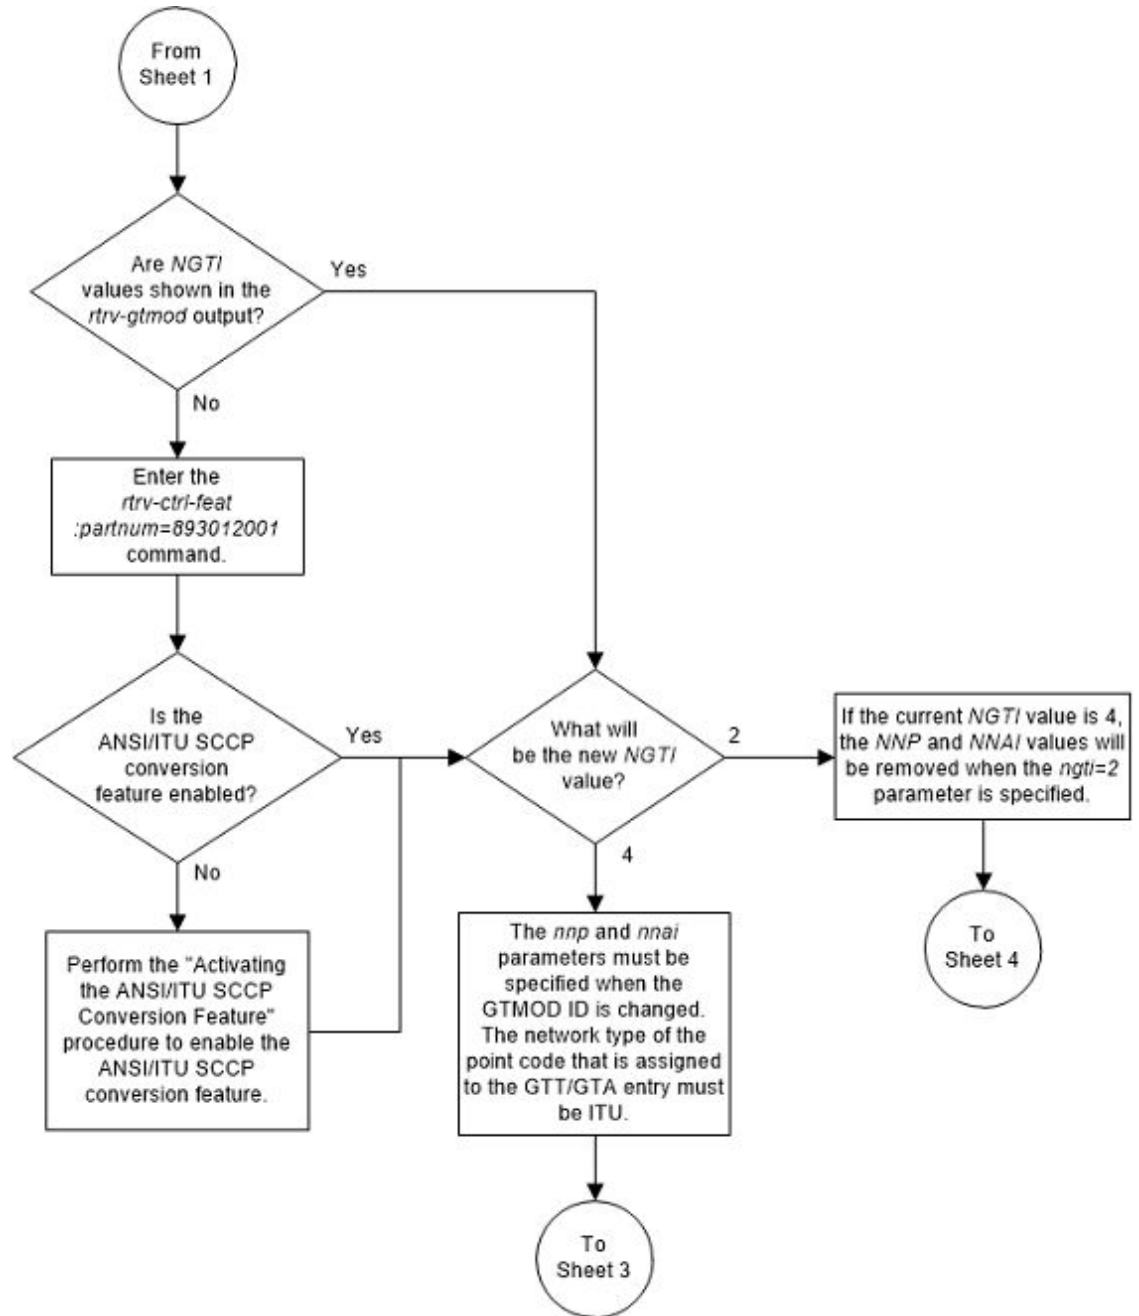 From
Sheet 1
Are NGTI
values shown in the
rtrv-gtmod output?
Yes
No
Enter the
rtrv-ctrl-feat
:partnum=893012001
command.
Is the
ANSI/ITU SCCP
conversion
feature enabled?
Yes
No
Perform the "Activating
the ANSI/ITU SCCP
Conversion Feature"
procedure to enable the
ANSI/ITU SCCP
conversion feature.
What will
be the new NGTI
value?
2
4
If the current NGTI value is 4,
the NNP and NNAI values will
be removed when the ngti=2
parameter is specified.
To
Sheet 4
The nnp and nnai
parameters must be
specified when the
GTMOD ID is changed.
The network type of the
point code that is assigned
to the GTT/GTA entry must
be ITU.
To
Sheet 3